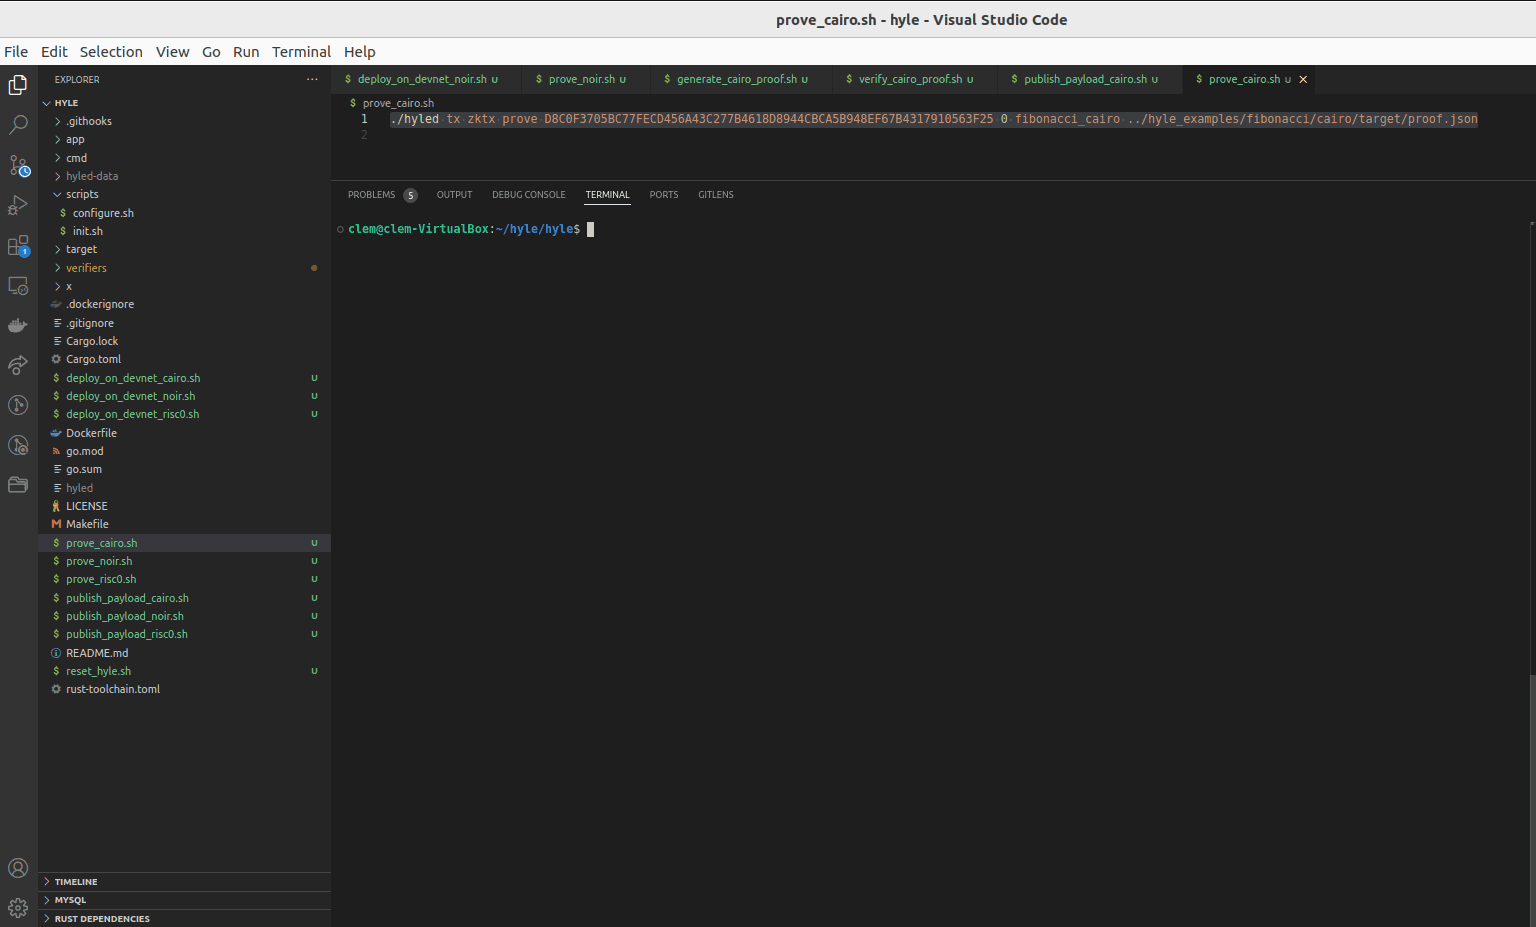 prove_cairo.sh - hyle - Visual Studio Code
File Edit Selection View Go Run Terminal Help
EXPLORER ···
HYLE
.githooks
app
cmd
hyled-data
scripts
$ configure.sh
$ init.sh
target
verifiers
x
.dockerignore
.gitignore
Cargo.lock
Cargo.toml
$ deploy_on_devnet_cairo.sh U
$ deploy_on_devnet_noir.sh U
$ deploy_on_devnet_risc0.sh U
Dockerfile
go.mod
go.sum
hyled
LICENSE
M Makefile
$ prove_cairo.sh U
$ prove_noir.sh U
$ prove_risc0.sh U
$ publish_payload_cairo.sh U
$ publish_payload_noir.sh U
$ publish_payload_risc0.sh U
README.md
$ reset_hyle.sh U
rust-toolchain.toml
TIMELINE
MYSQL
RUST DEPENDENCIES
1
$ deploy_on_devnet_noir.sh U $ prove_noir.sh U $ generate_cairo_proof.sh U $ verify_cairo_proof.sh U $ publish_payload_cairo.sh U $ prove_cairo.sh U
$ prove_cairo.sh
1 ./hyled tx zktx prove D8C0F3705BC77FECD456A43C277B4618D8944CBCA5B948EF67B4317910563F25 0 fibonacci_cairo ../hyle_examples/fibonacci/cairo/target/proof.json
2
PROBLEMS 5 OUTPUT DEBUG CONSOLE TERMINAL PORTS GITLENS
clem@clem-VirtualBox:~/hyle/hyle$